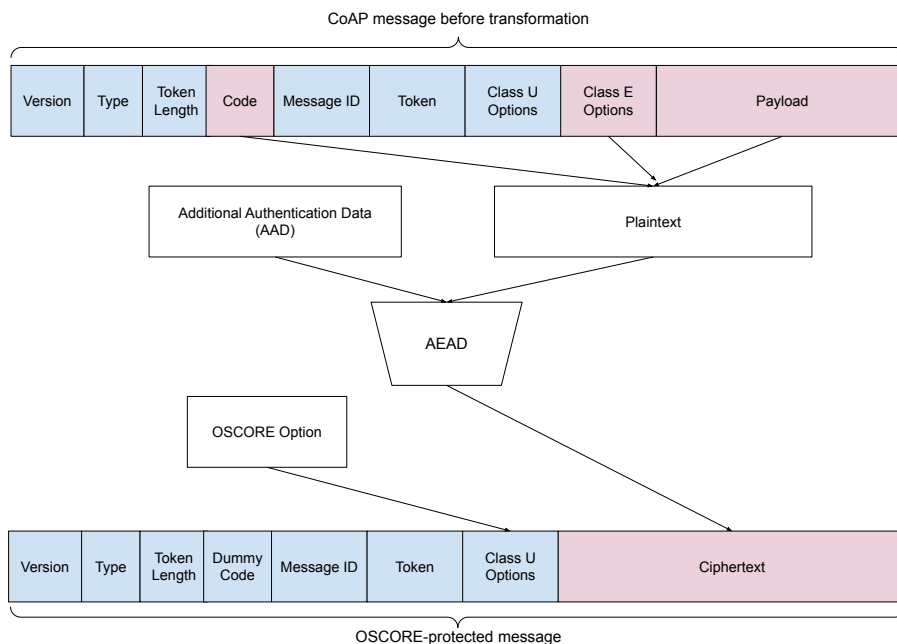 CoAP message before transformation
Version
Type
Token
Length
Code
Message ID
Token
Class U
Options
Class E
Options
Payload
Additional Authentication Data
(AAD)
Plaintext
AEAD
OSCORE Option
Version
Type
Token
Length
Dummy
Code
Message ID
Token
Class U
Options
Ciphertext
OSCORE-protected message